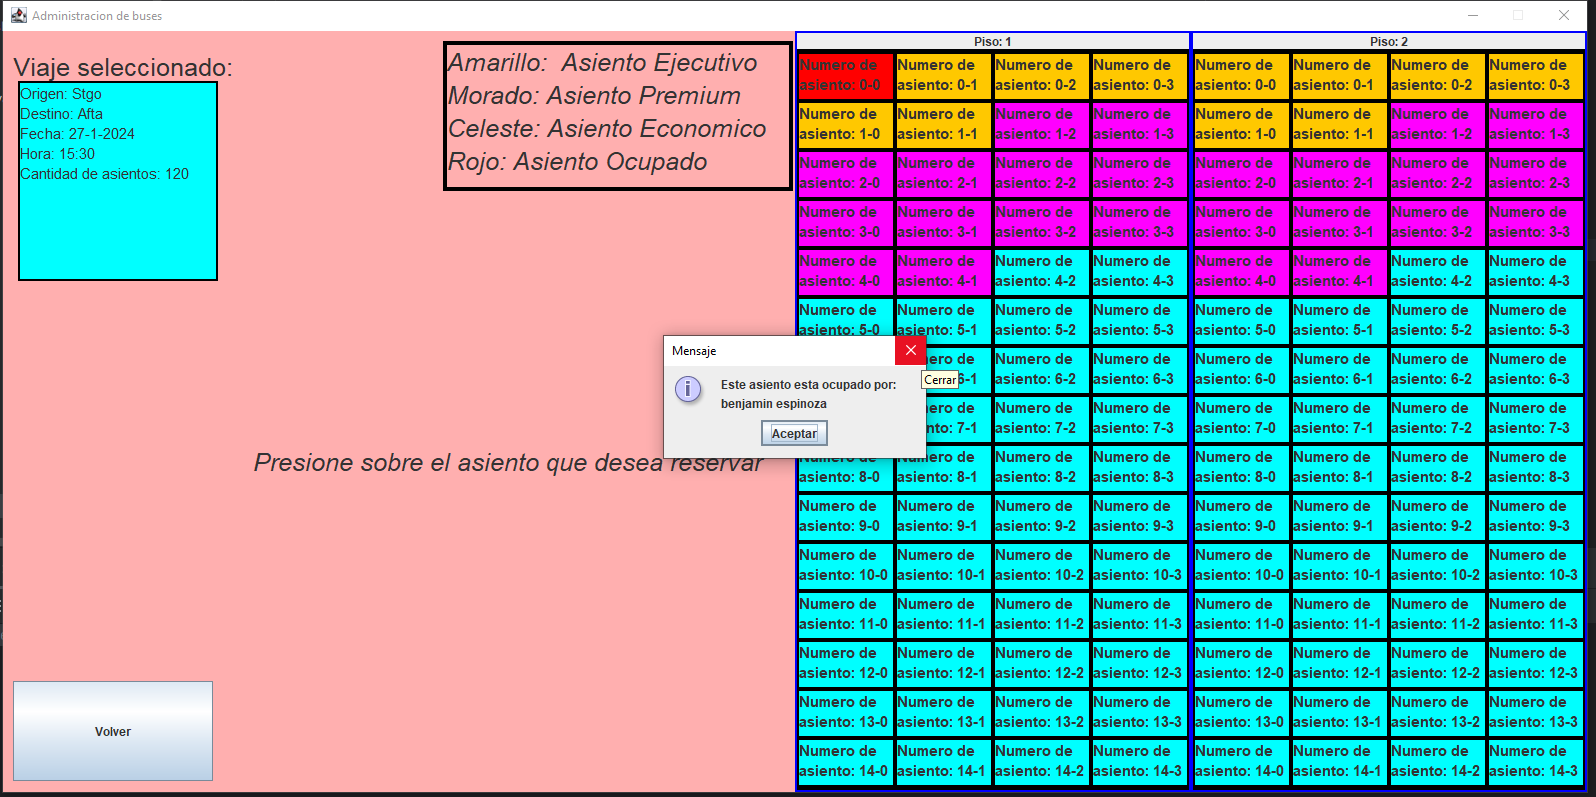 Administracion de buses
Viaje seleccionado:
Origen: Stgo
Destino: Afta
Fecha: 27-1-2024
Hora: 15:30
Cantidad de asientos: 120
Amarillo:  Asiento Ejecutivo
Morado: Asiento Premium
Celeste: Asiento Economico
Rojo: Asiento Ocupado
Presione sobre el asiento que desea reservar
Volver
Mensaje
Este asiento esta ocupado por:
benjamin espinoza
Aceptar
Cerrar
Piso: 1
Numero de Numero de Numero de Numero de
asiento: 0-0 asiento: 0-1 asiento: 0-2 asiento: 0-3
Numero de Numero de Numero de Numero de
asiento: 1-0 asiento: 1-1 asiento: 1-2 asiento: 1-3
Numero de Numero de Numero de Numero de
asiento: 2-0 asiento: 2-1 asiento: 2-2 asiento: 2-3
Numero de Numero de Numero de Numero de
asiento: 3-0 asiento: 3-1 asiento: 3-2 asiento: 3-3
Numero de Numero de Numero de Numero de
asiento: 4-0 asiento: 4-1 asiento: 4-2 asiento: 4-3
Numero de Numero de Numero de Numero de
asiento: 5-0 asiento: 5-1 asiento: 5-2 asiento: 5-3
de Numero de Numero de
6-1 asiento: 6-2 asiento: 6-3
de Numero de Numero de
7-1 asiento: 7-2 asiento: 7-3
Numero de Numero de Numero de Numero de
asiento: 8-0 asiento: 8-1 asiento: 8-2 asiento: 8-3
Numero de Numero de Numero de Numero de
asiento: 9-0 asiento: 9-1 asiento: 9-2 asiento: 9-3
Numero de Numero de Numero de Numero de
asiento: 10-0 asiento: 10-1 asiento: 10-2 asiento: 10-3
Numero de Numero de Numero de Numero de
asiento: 11-0 asiento: 11-1 asiento: 11-2 asiento: 11-3
Numero de Numero de Numero de Numero de
asiento: 12-0 asiento: 12-1 asiento: 12-2 asiento: 12-3
Numero de Numero de Numero de Numero de
asiento: 13-0 asiento: 13-1 asiento: 13-2 asiento: 13-3
Numero de Numero de Numero de Numero de
asiento: 14-0 asiento: 14-1 asiento: 14-2 asiento: 14-3
Piso: 2
Numero de Numero de Numero de Numero de
asiento: 0-0 asiento: 0-1 asiento: 0-2 asiento: 0-3
Numero de Numero de Numero de Numero de
asiento: 1-0 asiento: 1-1 asiento: 1-2 asiento: 1-3
Numero de Numero de Numero de Numero de
asiento: 2-0 asiento: 2-1 asiento: 2-2 asiento: 2-3
Numero de Numero de Numero de Numero de
asiento: 3-0 asiento: 3-1 asiento: 3-2 asiento: 3-3
Numero de Numero de Numero de Numero de
asiento: 4-0 asiento: 4-1 asiento: 4-2 asiento: 4-3
Numero de Numero de Numero de Numero de
asiento: 5-0 asiento: 5-1 asiento: 5-2 asiento: 5-3
Numero de Numero de Numero de Numero de
asiento: 6-0 asiento: 6-1 asiento: 6-2 asiento: 6-3
Numero de Numero de Numero de Numero de
asiento: 7-0 asiento: 7-1 asiento: 7-2 asiento: 7-3
Numero de Numero de Numero de Numero de
asiento: 8-0 asiento: 8-1 asiento: 8-2 asiento: 8-3
Numero de Numero de Numero de Numero de
asiento: 9-0 asiento: 9-1 asiento: 9-2 asiento: 9-3
Numero de Numero de Numero de Numero de
asiento: 10-0 asiento: 10-1 asiento: 10-2 asiento: 10-3
Numero de Numero de Numero de Numero de
asiento: 11-0 asiento: 11-1 asiento: 11-2 asiento: 11-3
Numero de Numero de Numero de Numero de
asiento: 12-0 asiento: 12-1 asiento: 12-2 asiento: 12-3
Numero de Numero de Numero de Numero de
asiento: 13-0 asiento: 13-1 asiento: 13-2 asiento: 13-3
Numero de Numero de Numero de Numero de
asiento: 14-0 asiento: 14-1 asiento: 14-2 asiento: 14-3